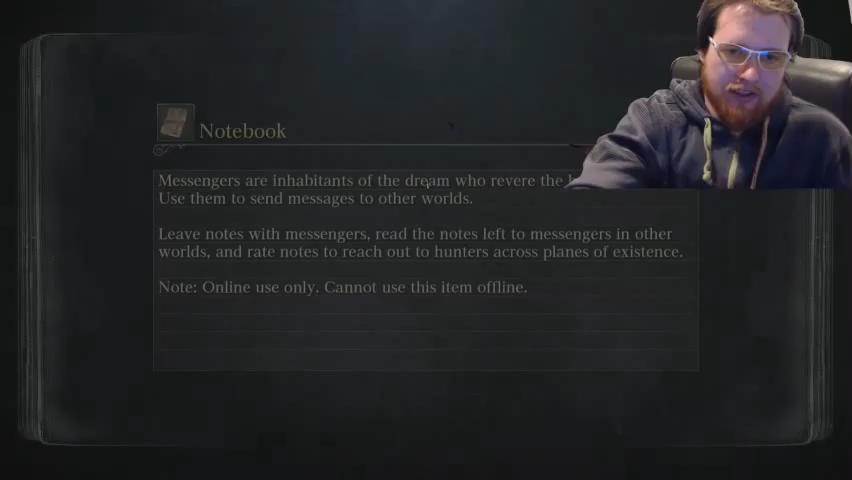 Notebook
Messengers are inhabitants of the dream who revere the
Use them to send messages to other worlds.
Leave notes with messengers, read the notes left to messengers in other
worlds, and rate notes to reach out to hunters across planes of existence.
Note: Online use only. Cannot use this item offline.